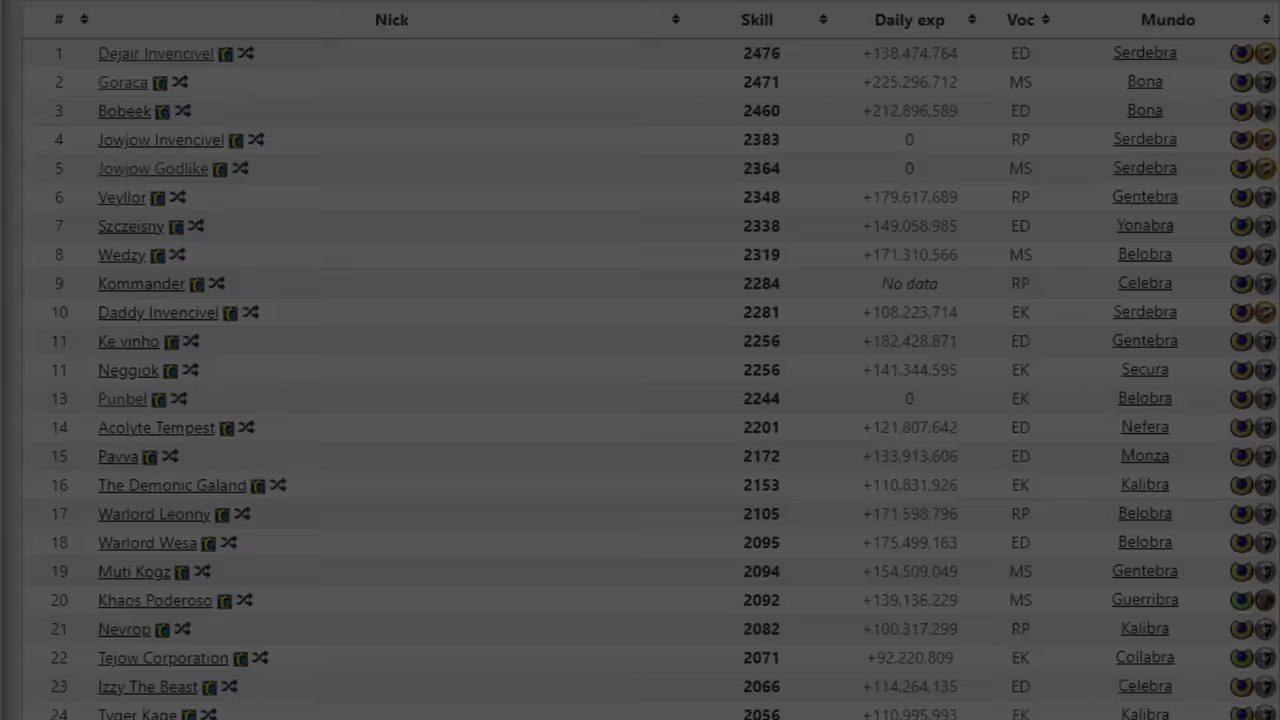 # Nick Skill Daily exp Voc Mundo
1 Dejair Invencivel 2476 +138.474.764 ED Serdebra
2 Goraca 2471 +225.296.712 MS Bona
3 Bobeek 2460 +212,896,589 ED Bona
4 Jowjow Invencivel 2383 0 RP Serdebra
5 Jowjow Godlike 2364 0 MS Serdebra
6 Veyllor 2348 +179.617.689 RP Gentebra
7 Szczeisny 2338 +149.058.985 ED Yonabra
8 Wedzy 2319 +171.310,566 MS Belobra
9 Kommander 2284 No data RP Celebra
10 Daddy Invencivel 2281 +108,223,714 EK Serdebra
11 Ke vinho 2256 +182,428,871 ED Gentebra
11 Neggiok 2256 +141.344.595 EK Secura
13 Punbel 2244 0 EK Belobra
14 Acolyte Tempest 2201 +121,807,642 ED Nefera
15 Pavva 2172 +133,913,606 ED Monza
16 The Demonic Galand 2153 +110,831,926 EK Kalibra
17 Warlord Leonny 2105 +171.598.796 RP Belobra
18 Warlord Wesa 2095 +175,499,163 ED Belobra
19 Muti Kogz 2094 +154,509,049 MS Gentebra
20 Khaos Poderoso 2092 +139,136,229 MS Guerribra
21 Nevrop 2082 +100,317,299 RP Kalibra
22 Tejow Corporation 2071 +92,220,809 EK Collabra
23 Izzy The Beast 2066 +114,264,135 ED Celebra
24 Tyger Kage 2056 +110,995,993 EK Kalibra